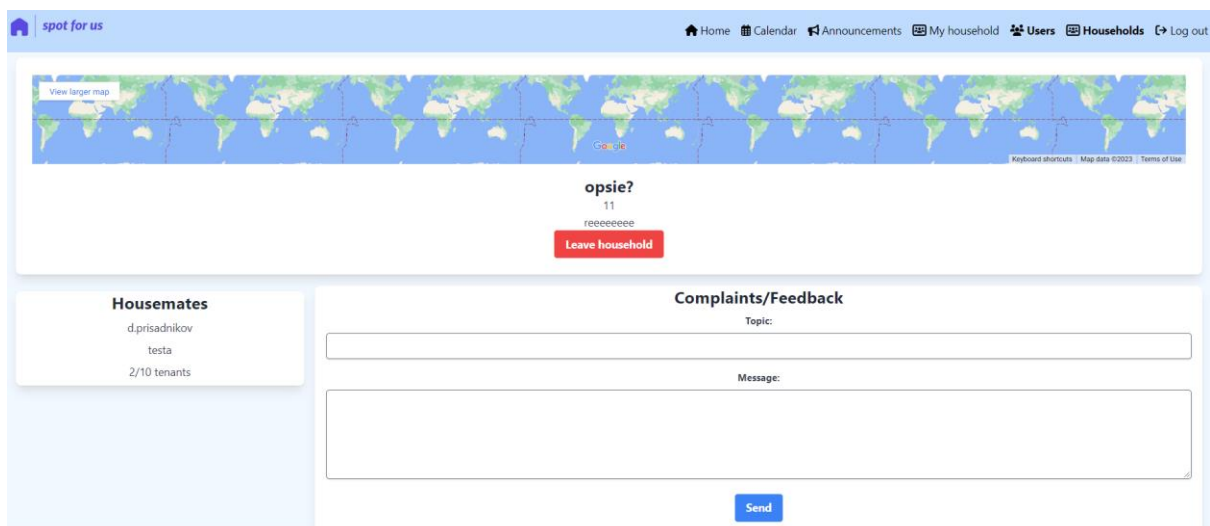 spot for us
Home Calendar Announcements My household Users Households Log out
View larger map
Google
Keyboard shortcuts Map data ©2023 Terms of Use
opsie?
11
reeeeeeee
Leave household
Housemates
d.prisadnikov
testa
2/10 tenants
Complaints/Feedback
Topic:
Message:
Send